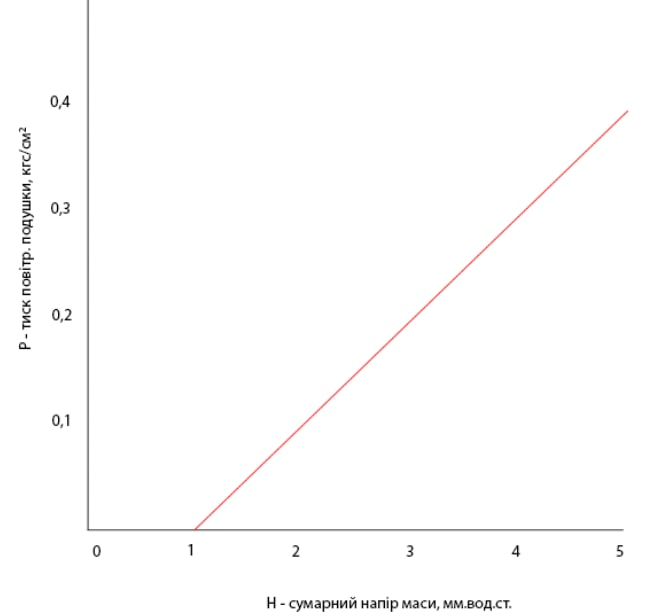 0,4
0,3
0,2
0,1
P - тиск повітр. подушки, кгс/см²
0 1 2 3 4 5
H - сумарний напір маси, мм.вод.ст.